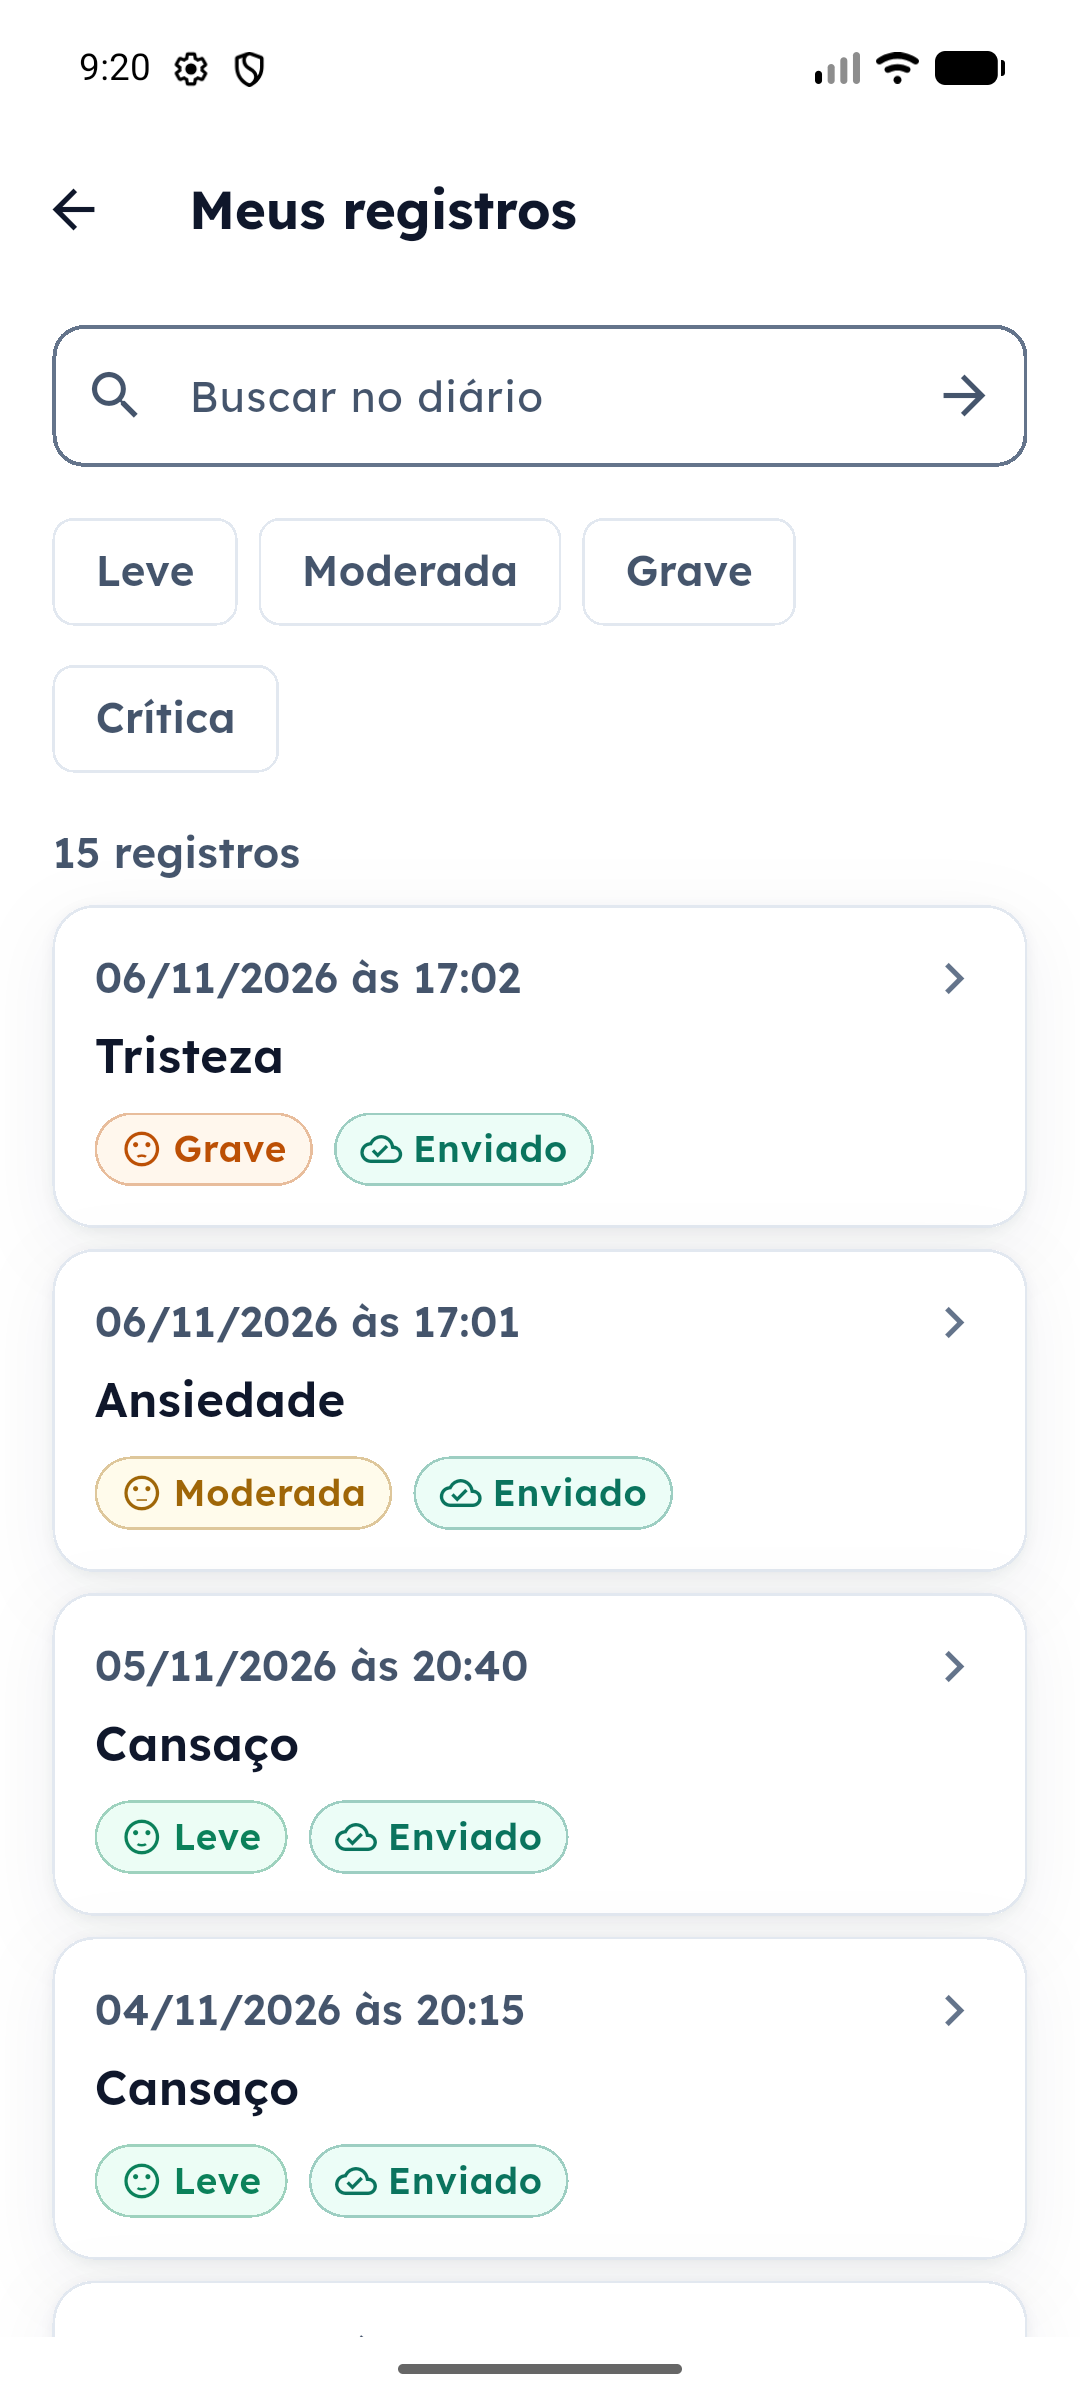 9:20
Meus registros
Buscar no diário
Leve
Moderada
Grave
Crítica
15 registros
06/11/2026 às 17:02
Tristeza
Grave
Enviado
06/11/2026 às 17:01
Ansiedade
Moderada
Enviado
05/11/2026 às 20:40
Cansaço
Leve
Enviado
04/11/2026 às 20:15
Cansaço
Leve
Enviado